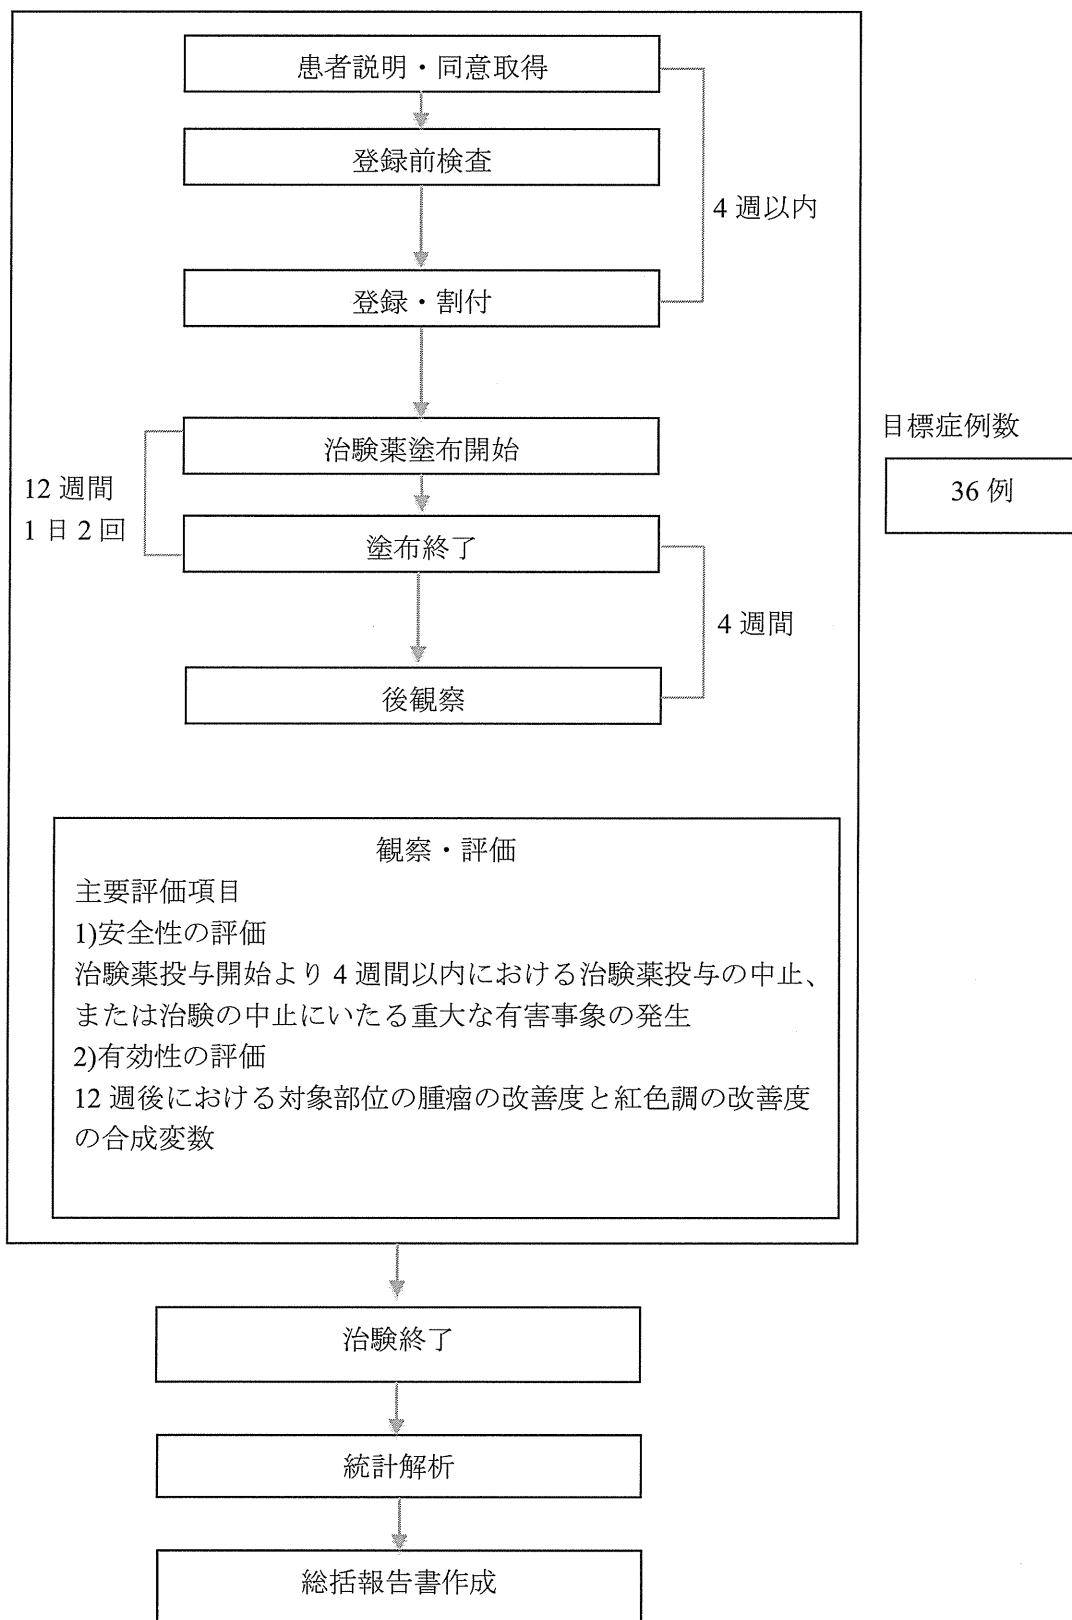 患者説明・同意取得
登録前検査
4 週以内
登録・割付
目標症例数
治験薬塗布開始
12 週間
1 日 2 回
36 例
塗布終了
4 週間
後観察
観察・評価
主要評価項目
1)安全性の評価
治験薬投与開始より 4 週間以内における治験薬投与の中止、
または治験の中止にいたる重大な有害事象の発生
2)有効性の評価
12 週後における対象部位の腫瘤の改善度と紅色調の改善度
の合成変数
治験終了
統計解析
総括報告書作成